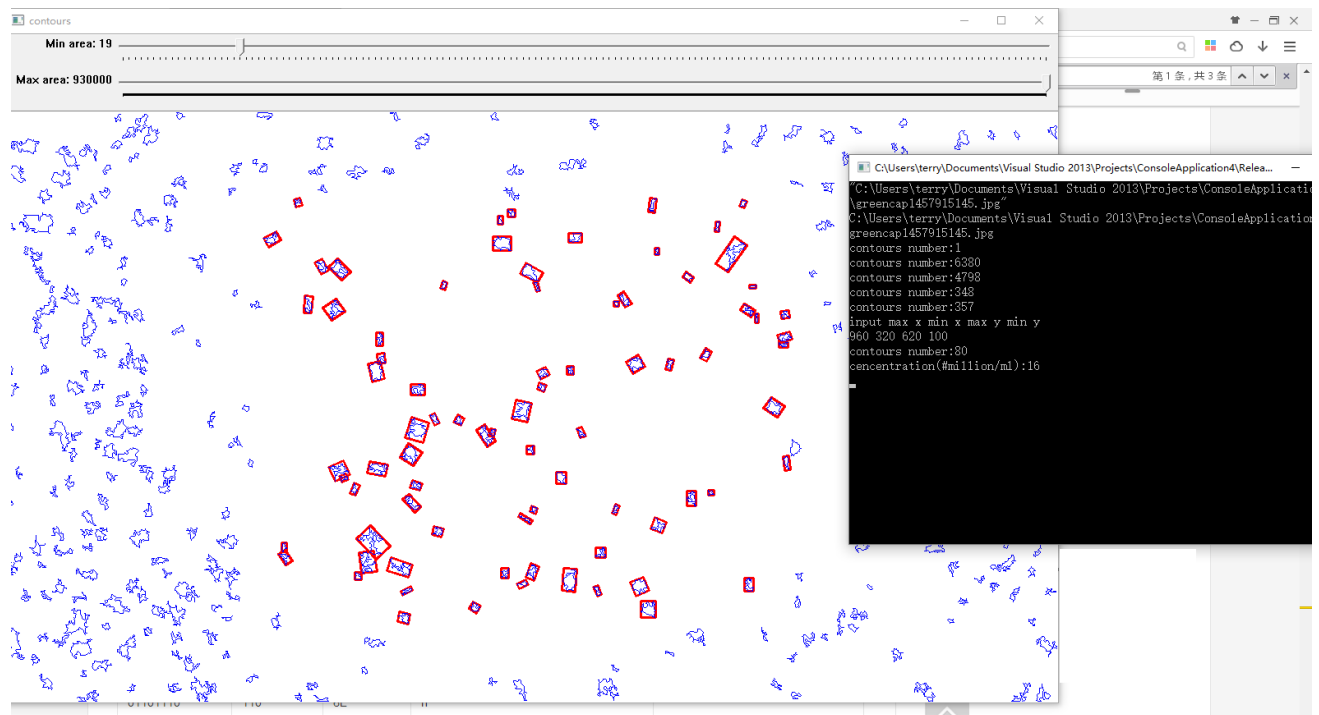 contours
Min area: 19
Max area: 930000
第 1 条 , 共 3 条
C:\Users\terry\Documents\Visual Studio 2013\Projects\ConsoleApplication4\Relea...
"C:\Users\terry\Documents\Visual Studio 2013\Projects\ConsoleApplicatio
\greencap1457915145.jpg"
C:\Users\terry\Documents\Visual Studio 2013\Projects\ConsoleApplication
greencap1457915145.jpg
contours number:1
contours number:6380
contours number:4798
contours number:348
contours number:357
input max x min x max y min y
960 320 620 100
contours number:80
cencentration(#million/ml):16